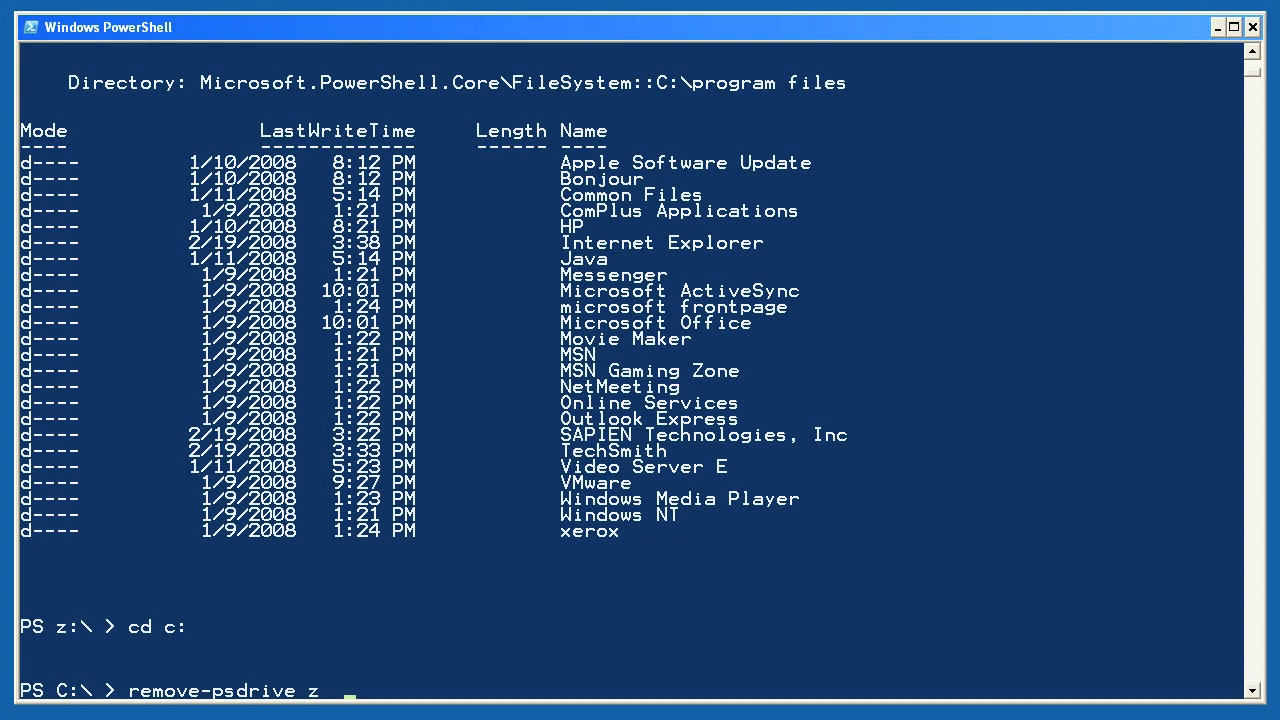 Windows PowerShell
Directory: Microsoft.PowerShell.Core\FileSystem::C:\program files
Mode LastWriteTime Length Name
---- ------------- ------ ----
d---- 1/10/2008 8:12 PM Apple Software Update
d---- 1/10/2008 8:12 PM Bonjour
d---- 1/11/2008 5:14 PM Common Files
d---- 1/9/2008 1:21 PM ComPlus Applications
d---- 1/10/2008 8:21 PM HP
d---- 2/19/2008 3:38 PM Internet Explorer
d---- 1/11/2008 5:14 PM Java
d---- 1/9/2008 1:21 PM Messenger
d---- 1/9/2008 10:01 PM Microsoft ActiveSync
d---- 1/9/2008 1:24 PM microsoft frontpage
d---- 1/9/2008 10:01 PM Microsoft Office
d---- 1/9/2008 1:22 PM Movie Maker
d---- 1/9/2008 1:21 PM MSN
d---- 1/9/2008 1:21 PM MSN Gaming Zone
d---- 1/9/2008 1:22 PM NetMeeting
d---- 1/9/2008 1:22 PM Online Services
d---- 1/9/2008 1:22 PM Outlook Express
d---- 2/19/2008 3:22 PM SAPIEN Technologies, Inc
d---- 2/19/2008 3:33 PM TechSmith
d---- 1/11/2008 5:23 PM Video Server E
d---- 1/9/2008 9:27 PM VMware
d---- 1/9/2008 1:23 PM Windows Media Player
d---- 1/9/2008 1:21 PM Windows NT
d---- 1/9/2008 1:24 PM xerox
PS z:\ > cd c:
PS C:\ > remove-psdrive z